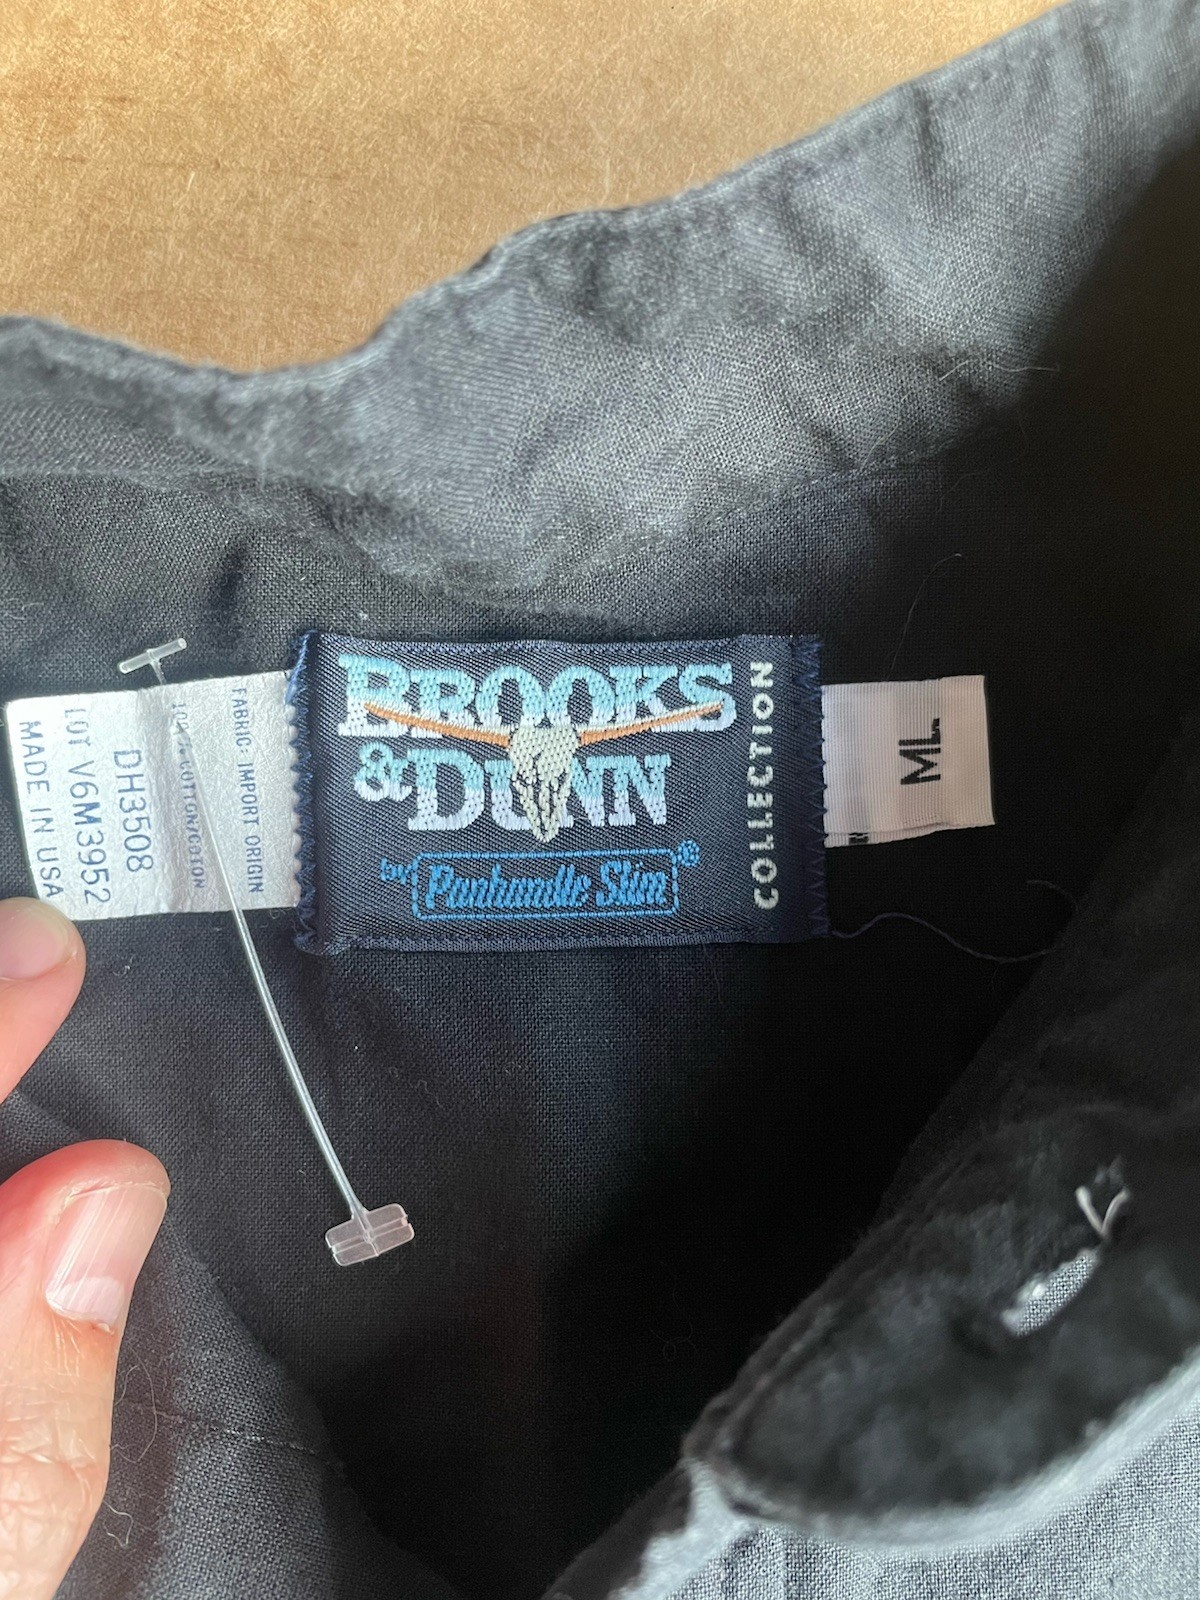 BROOKS
& DUNN
by Panhandle Slim®
COLLECTION
ML
FABRIC: IMPORT ORIGIN
100% COTTON/COTON
DH3508
LOT V6M3952
MADE IN USA